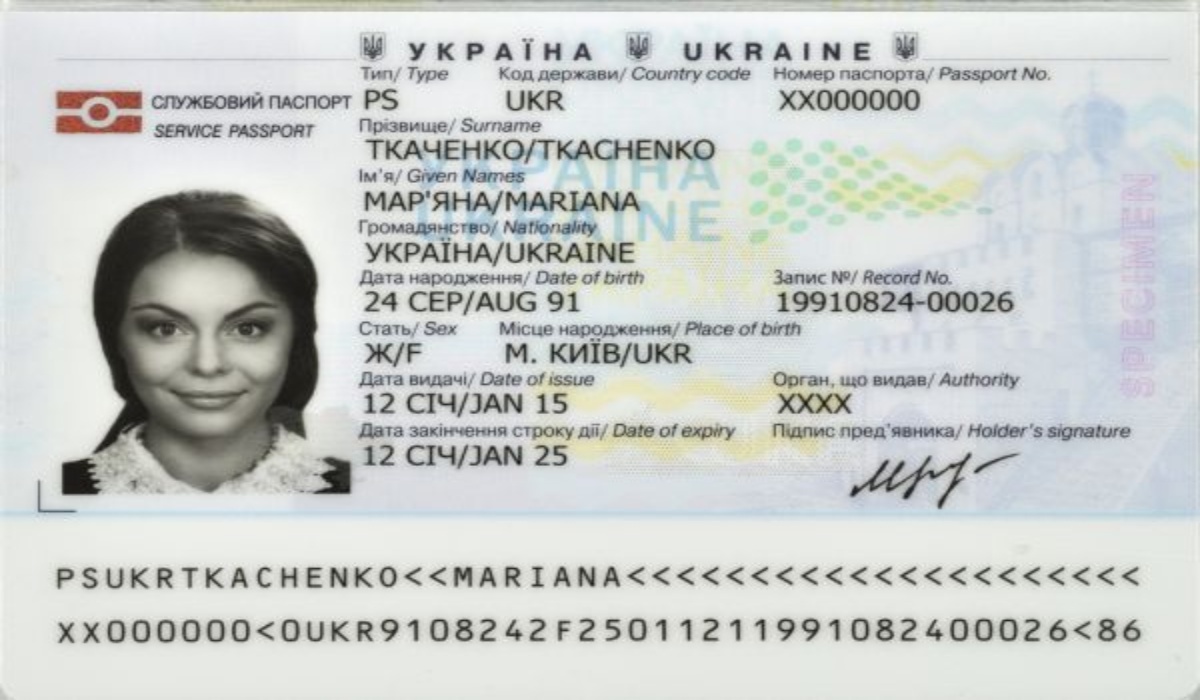 УКРАЇНА UKRAINE
Тип/ Type Код держави/ Country code Номер паспорта/ Passport No.
СЛУЖБОВИЙ ПАСПОРТ PS UKR XX000000
SERVICE PASSPORT
Прізвище/ Surname
ТКАЧЕНКО/TKACHENKO
Ім'я/ Given Names
МАР'ЯНА/MARIANA
Громадянство/ Nationality
УКРАЇНА/UKRAINE
Дата народження/ Date of birth Запис №/ Record No.
24 СЕР/AUG 91 19910824-00026
Стать/ Sex Місце народження/ Place of birth
Ж/F М. КИЇВ/UKR
Дата видачі/ Date of issue Орган, що видав/ Authority
12 СІЧ/JAN 15 XXXX
Дата закінчення строку дії/ Date of expiry Підпис пред'явника/ Holder's signature
12 СІЧ/JAN 25
УКРАЇНА
UKRAINE
SPECIMEN
PSUKRTKACHENKO<<MARIANA<<<<<<<<<<<<<<<<<<<<<
XX000000<0UKR9108242F25011211991082400026<86